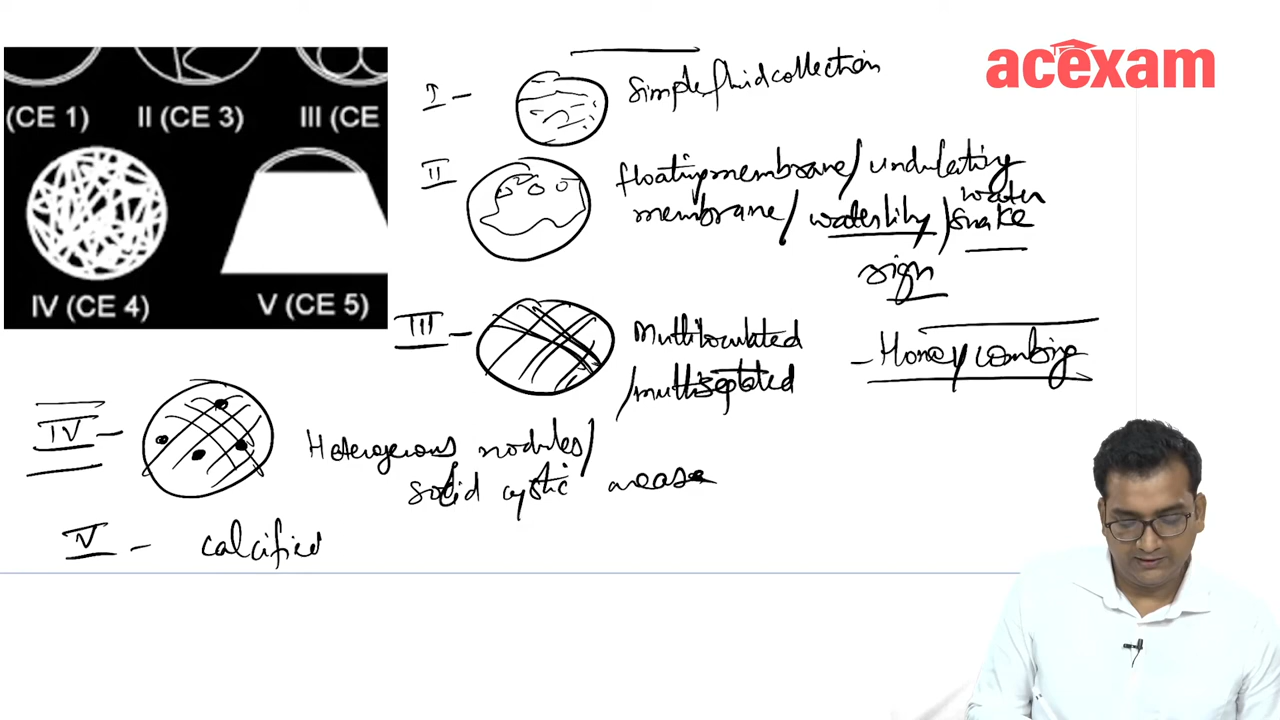 acexam
(CE 1) II (CE 3) III (CE
IV (CE 4) V (CE 5)
I - Simple fluid collection
II floating membrane / undulating
membrane / waterlily / water snake
sign
III - Multiloculated
/multiseptated
- Honey combing
IV - Heterogenous nodules/
solid cystic areas
V - calcified